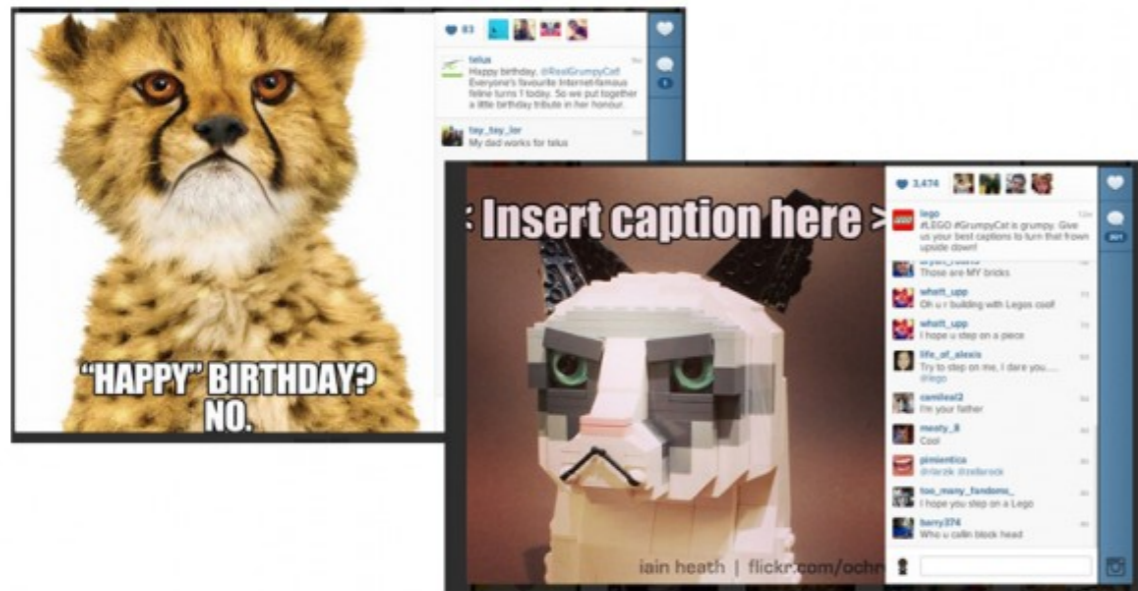 83
telus
Happy birthday, @RealGrumpyCat!
Everyone's favourite Internet-famous
feline turns 1 today. So we put together
a little birthday tribute in her honour.
tay_tay_lor
My dad works for telus
"HAPPY" BIRTHDAY?
NO.
< Insert caption here >
3,474
lego
#LEGO #GrumpyCat is grumpy. Give
us your best captions to turn that frown
upside down!
Those are MY bricks
whatt_upp
Oh u r building with Legos cool!
whatt_upp
I hope u step on a piece
life_of_alexis
Try to step on me, I dare you.....
@lego
camileal2
I'm your father
meaty_8
Cool
pimientica
too_many_fandoms_
I hope you step on a Lego
barry374
Who u callin block head
iain heath | flickr.com/ochr
LEGO
1